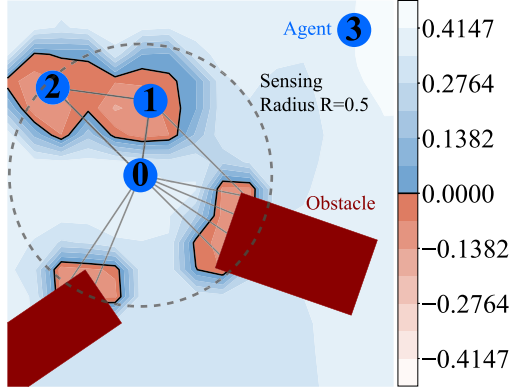 Agent 3
2
1
Sensing
Radius R=0.5
0
Obstacle
0.4147
0.2764
0.1382
0.0000
−0.1382
−0.2764
−0.4147